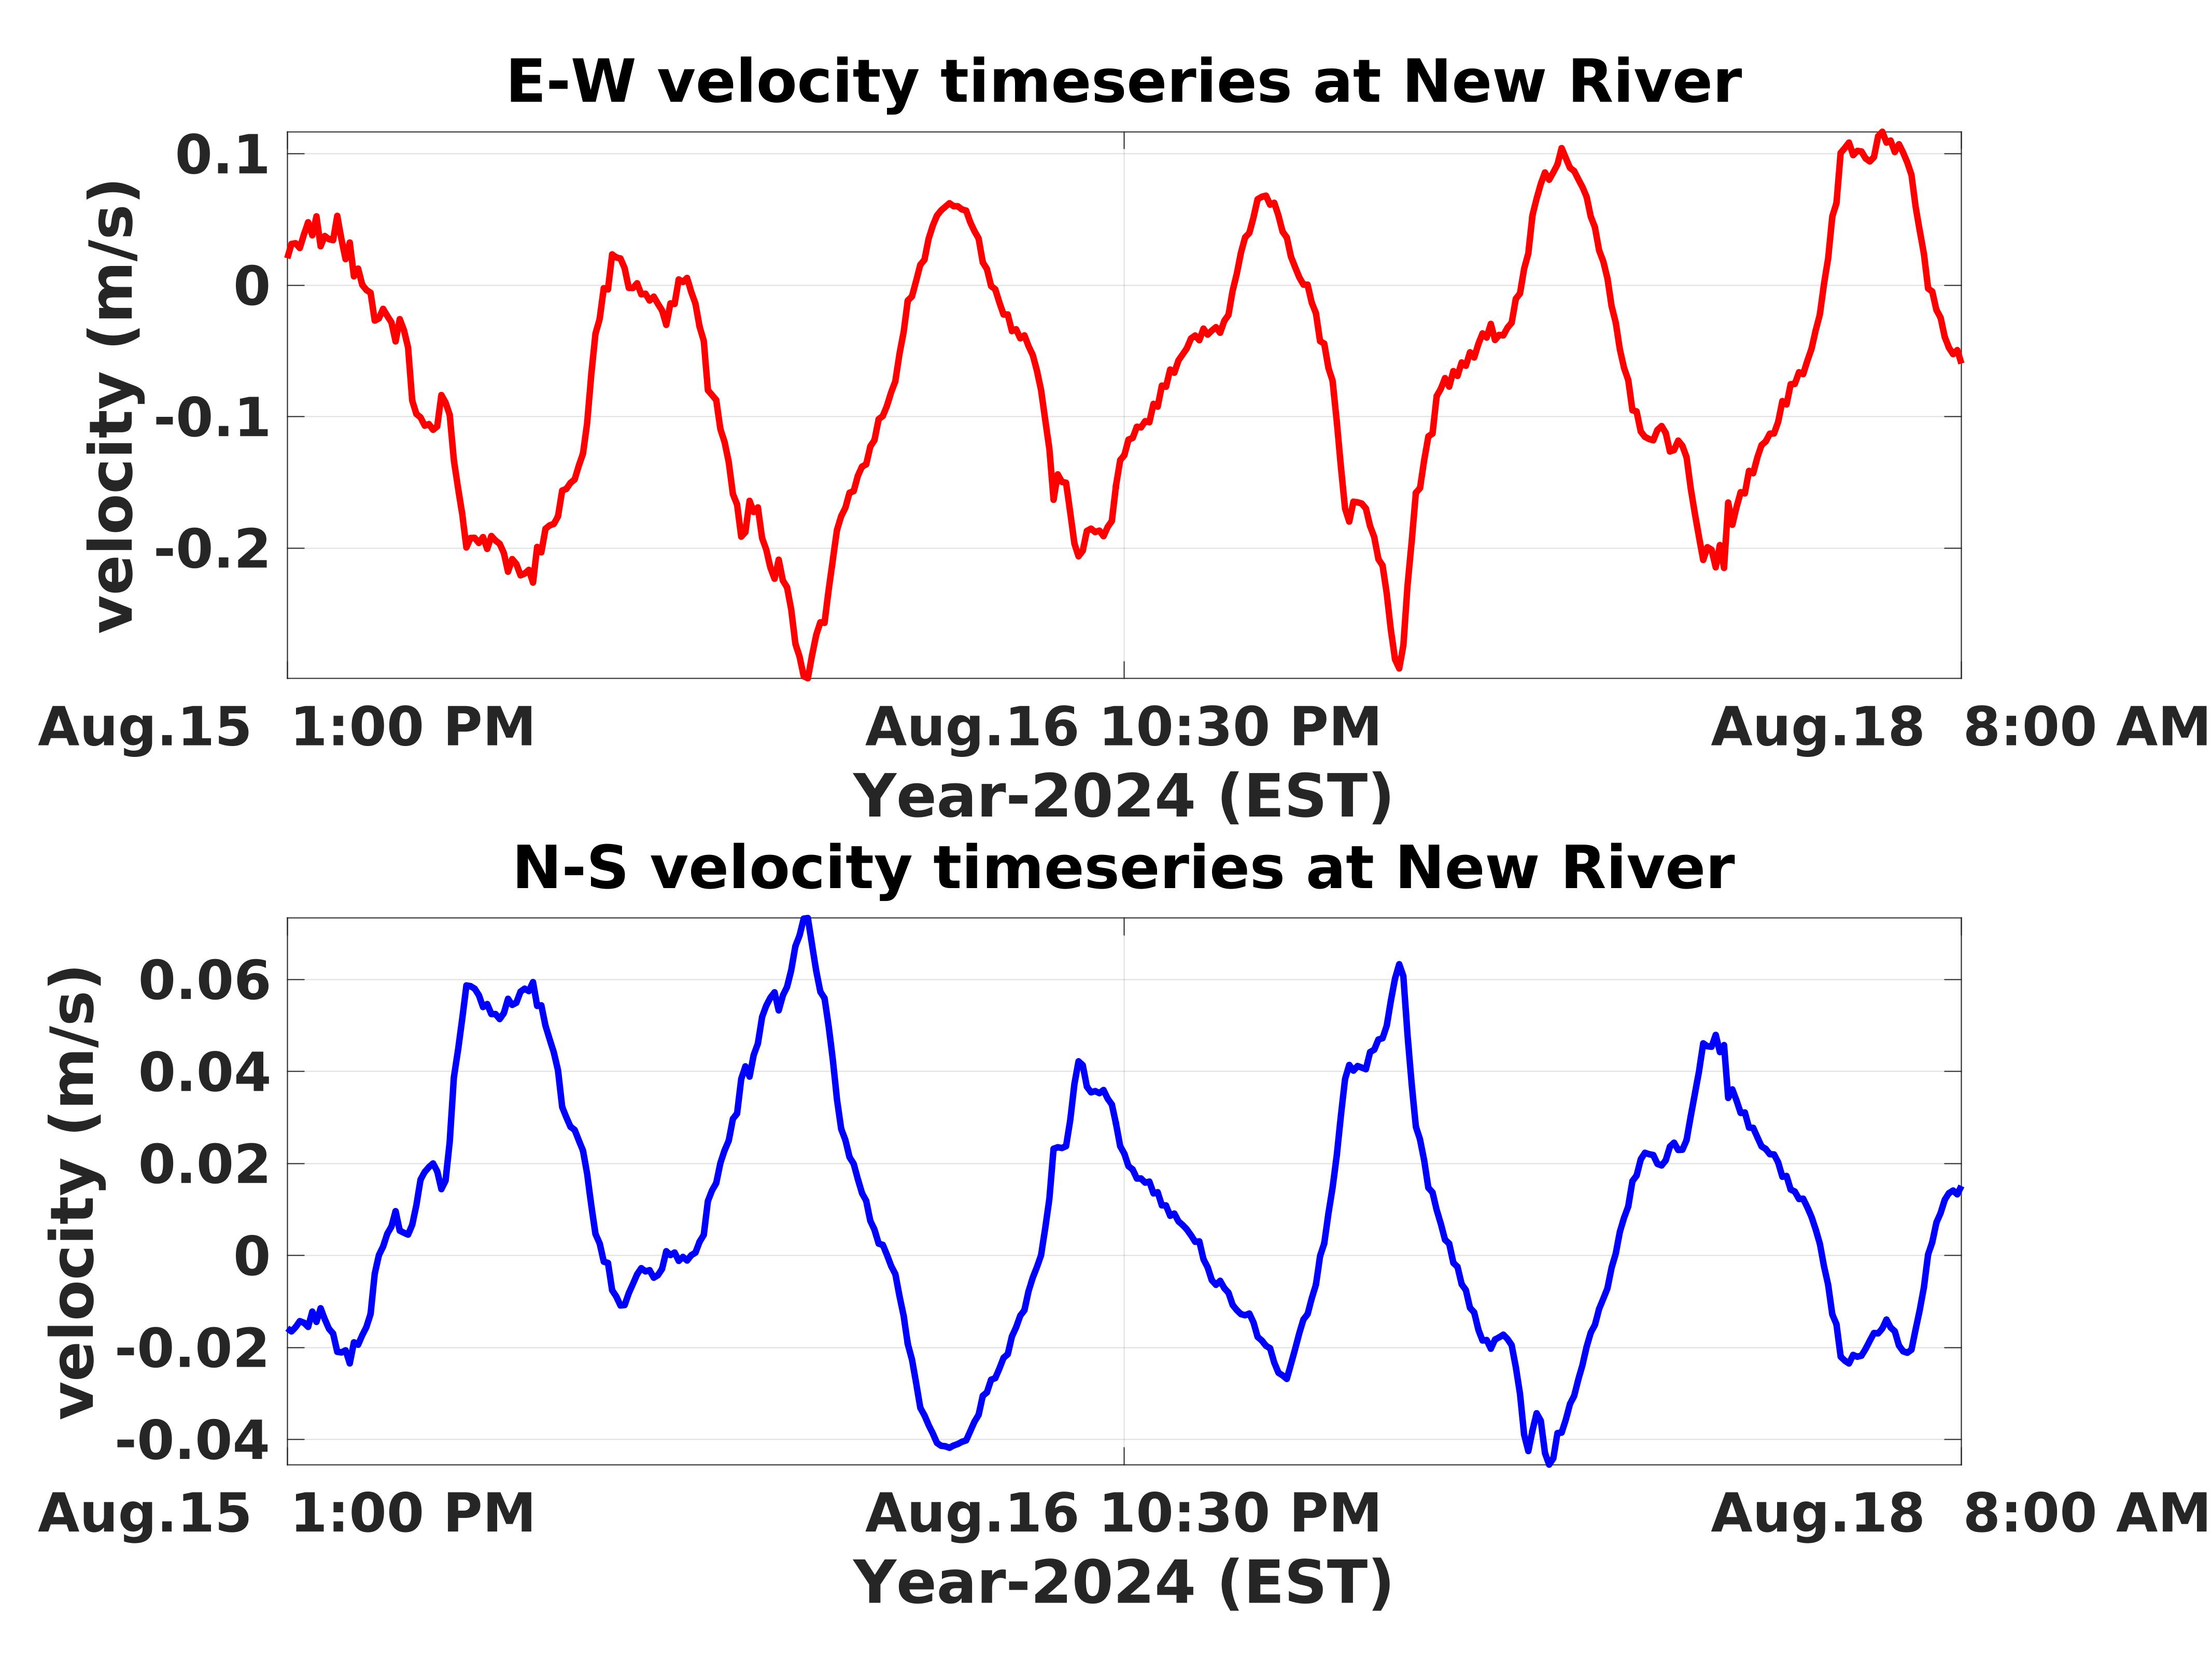 E-W velocity timeseries at New River
velocity (m/s)
0.1
0
-0.1
-0.2
Aug.15  1:00 PM
Aug.16 10:30 PM
Aug.18  8:00 AM
Year-2024 (EST)
N-S velocity timeseries at New River
velocity (m/s)
0.06
0.04
0.02
0
-0.02
-0.04
Aug.15  1:00 PM
Aug.16 10:30 PM
Aug.18  8:00 AM
Year-2024 (EST)